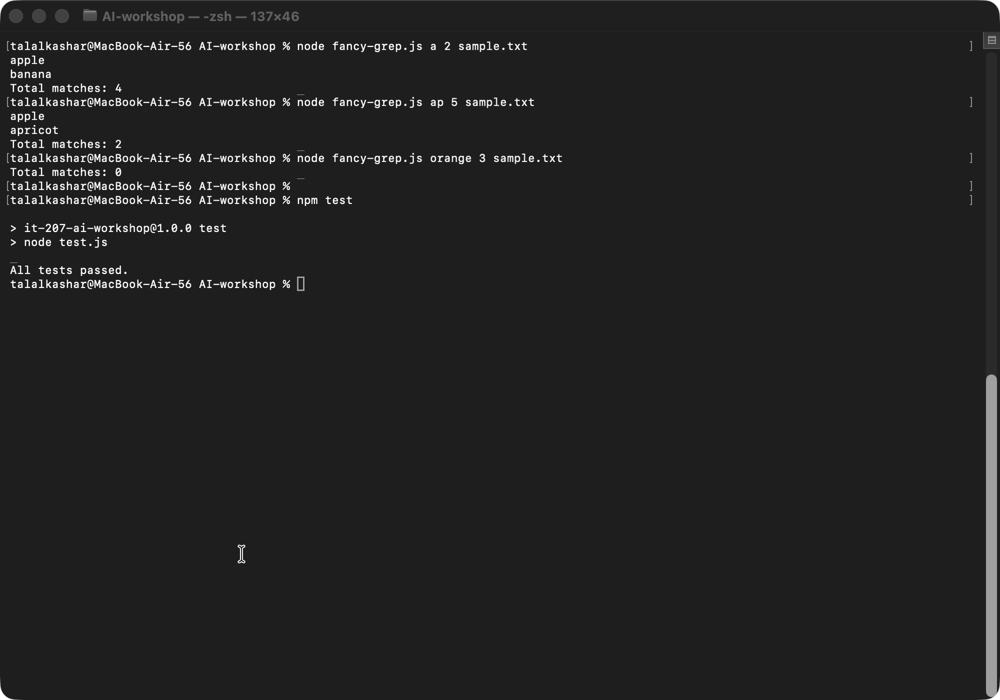 AI-workshop — -zsh — 137×46
[talalkashar@MacBook-Air-56 AI-workshop % node fancy-grep.js a 2 sample.txt ]
apple
banana
Total matches: 4
[talalkashar@MacBook-Air-56 AI-workshop % node fancy-grep.js ap 5 sample.txt ]
apple
apricot
Total matches: 2
[talalkashar@MacBook-Air-56 AI-workshop % node fancy-grep.js orange 3 sample.txt ]
Total matches: 0
[talalkashar@MacBook-Air-56 AI-workshop % ]
[talalkashar@MacBook-Air-56 AI-workshop % npm test ]
> it-207-ai-workshop@1.0.0 test
> node test.js
All tests passed.
talalkashar@MacBook-Air-56 AI-workshop %